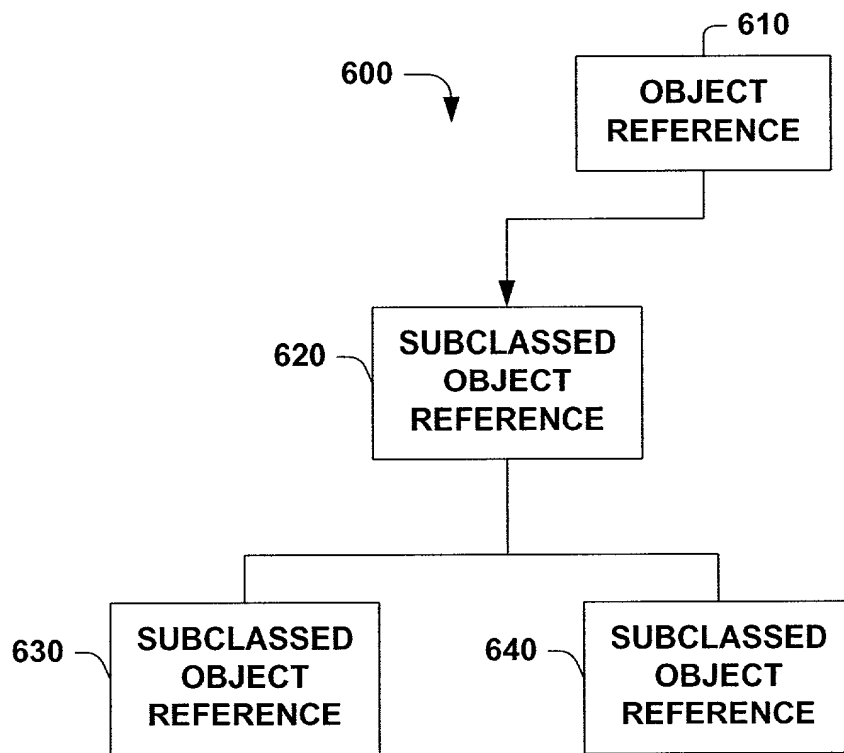 610
600
OBJECT
REFERENCE
620
SUBCLASSED
OBJECT
REFERENCE
630
SUBCLASSED
OBJECT
REFERENCE
640
SUBCLASSED
OBJECT
REFERENCE